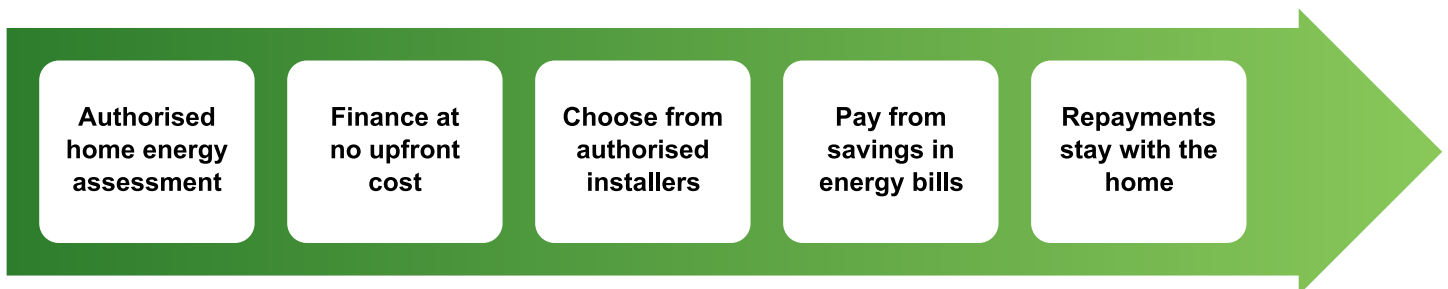 Authorised
home energy
assessment
Finance at
no upfront
cost
Choose from
authorised
installers
Pay from
savings in
energy bills
Repayments
stay with the
home